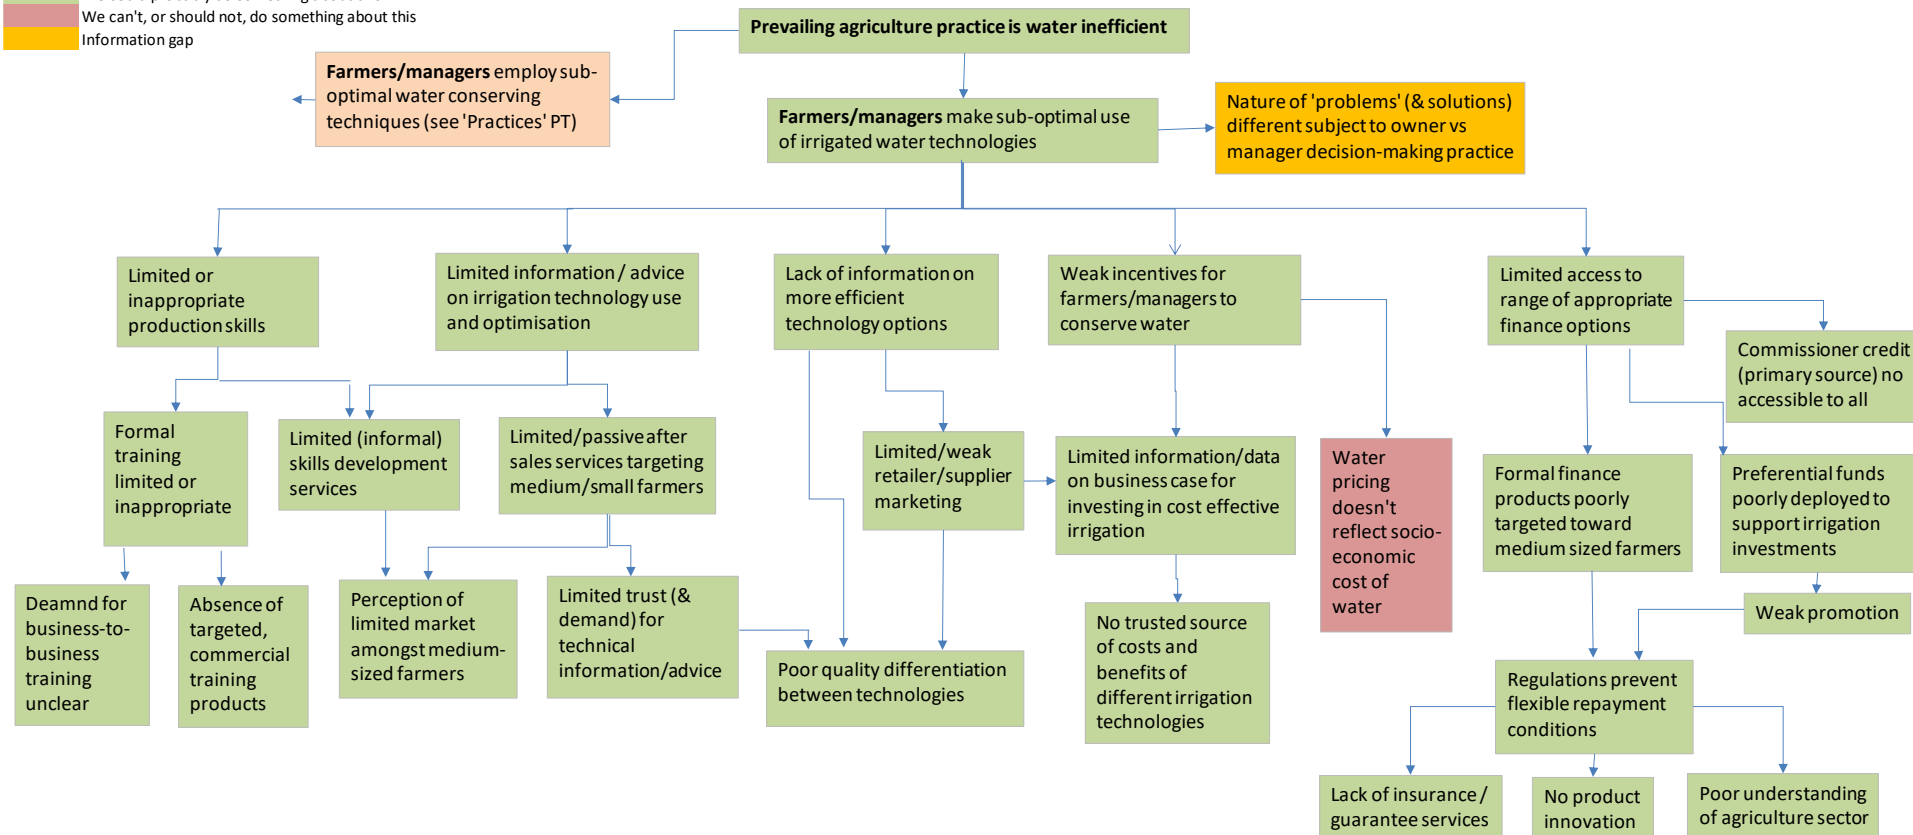 We can't, or should not, do something about this
Information gap
Prevailing agriculture practice is water inefficient
Farmers/managers employ sub-
optimal water conserving
techniques (see 'Practices' PT)
Farmers/managers make sub-optimal use
of irrigated water technologies
Nature of 'problems' (& solutions)
different subject to owner vs
manager decision-making practice
Limited or
inappropriate
production skills
Limited information / advice
on irrigation technology use
and optimisation
Lack of information on
more efficient
technology options
Weak incentives for
farmers/managers to
conserve water
Limited access to
range of appropriate
finance options
Commissioner credit
(primary source) no
accessible to all
Formal
training
limited or
inappropriate
Limited (informal)
skills development
services
Limited/passive after
sales services targeting
medium/small farmers
Limited/weak
retailer/supplier
marketing
Limited information/data
on business case for
investing in cost effective
irrigation
Water
pricing
doesn't
reflect socio-
economic
cost of
water
Formal finance
products poorly
targeted toward
medium sized farmers
Preferential funds
poorly deployed to
support irrigation
investments
Deamnd for
business-to-
business
training
unclear
Absence of
targeted,
commercial
training
products
Perception of
limited market
amongst medium-
sized farmers
Limited trust (&
demand) for
technical
information/advice
Poor quality differentiation
between technologies
No trusted source
of costs and
benefits of
different irrigation
technologies
Weak promotion
Regulations prevent
flexible repayment
conditions
Lack of insurance /
guarantee services
No product
innovation
Poor understanding
of agriculture sector